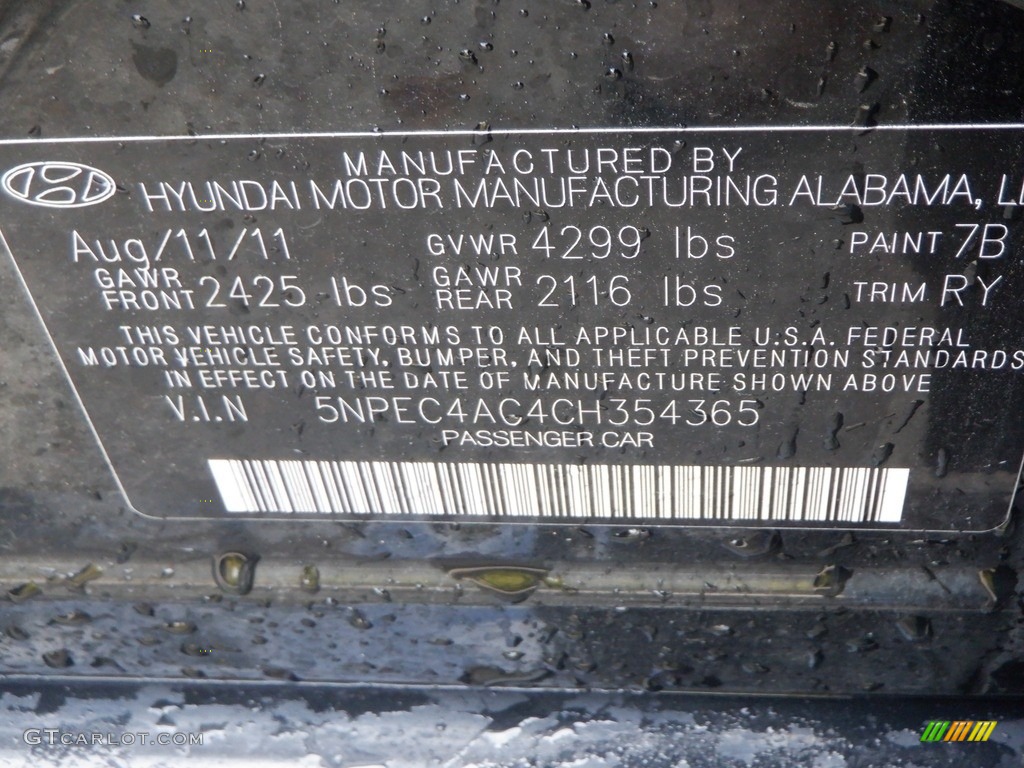 MANUFACTURED BY
HYUNDAI MOTOR MANUFACTURING ALABAMA, LL
Aug/11/11 GVWR 4299 lbs PAINT 7B
GAWR FRONT 2425 lbs GAWR REAR 2116 lbs TRIM RY
THIS VEHICLE CONFORMS TO ALL APPLICABLE U.S.A. FEDERAL
MOTOR VEHICLE SAFETY, BUMPER, AND THEFT PREVENTION STANDARDS
IN EFFECT ON THE DATE OF MANUFACTURE SHOWN ABOVE
V.I.N 5NPEC4AC4CH354365
PASSENGER CAR
GTCARLOT.COM